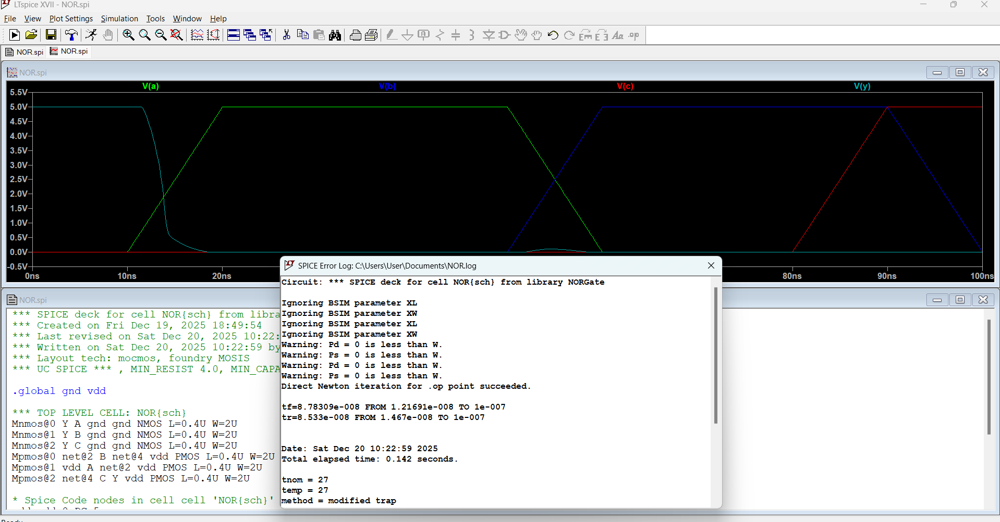 LTspice XVII - NOR.spi
File View Plot Settings Simulation Tools Window Help
Aa .op
NOR.spi NOR.spi
NOR.spi
V(a) V(b) V(c) V(y)
5.5V
5.0V
4.5V
4.0V
3.5V
3.0V
2.5V
2.0V
1.5V
1.0V
0.5V
0.0V
-0.5V
0ns 10ns 20ns 80ns 90ns 100ns
SPICE Error Log: C:\Users\User\Documents\NOR.log
Circuit: *** SPICE deck for cell NOR{sch} from library NORGate
Ignoring BSIM parameter XL
Ignoring BSIM parameter XW
Ignoring BSIM parameter XL
Ignoring BSIM parameter XW
Warning: Pd = 0 is less than W.
Warning: Ps = 0 is less than W.
Warning: Pd = 0 is less than W.
Warning: Ps = 0 is less than W.
Direct Newton iteration for .op point succeeded.
tf=8.78309e-008 FROM 1.21691e-008 TO 1e-007
tr=8.533e-008 FROM 1.467e-008 TO 1e-007
Date: Sat Dec 20 10:22:59 2025
Total elapsed time: 0.142 seconds.
tnom = 27
temp = 27
method = modified trap
NOR.spi
*** SPICE deck for cell NOR{sch} from libra
*** Created on Fri Dec 19, 2025 18:49:54
*** Last revised on Sat Dec 20, 2025 10:22:
*** Written on Sat Dec 20, 2025 10:22:59 by
*** Layout tech: mocmos, foundry MOSIS
*** UC SPICE *** , MIN_RESIST 4.0, MIN_CAPA
.global gnd vdd
*** TOP LEVEL CELL: NOR{sch}
Mnmos@0 Y A gnd gnd NMOS L=0.4U W=2U
Mnmos@1 Y B gnd gnd NMOS L=0.4U W=2U
Mnmos@2 Y C gnd gnd NMOS L=0.4U W=2U
Mpmos@0 net@2 B net@4 vdd PMOS L=0.4U W=2U
Mpmos@1 vdd A net@2 vdd PMOS L=0.4U W=2U
Mpmos@2 net@4 C Y vdd PMOS L=0.4U W=2U
* Spice Code nodes in cell cell 'NOR{sch}'